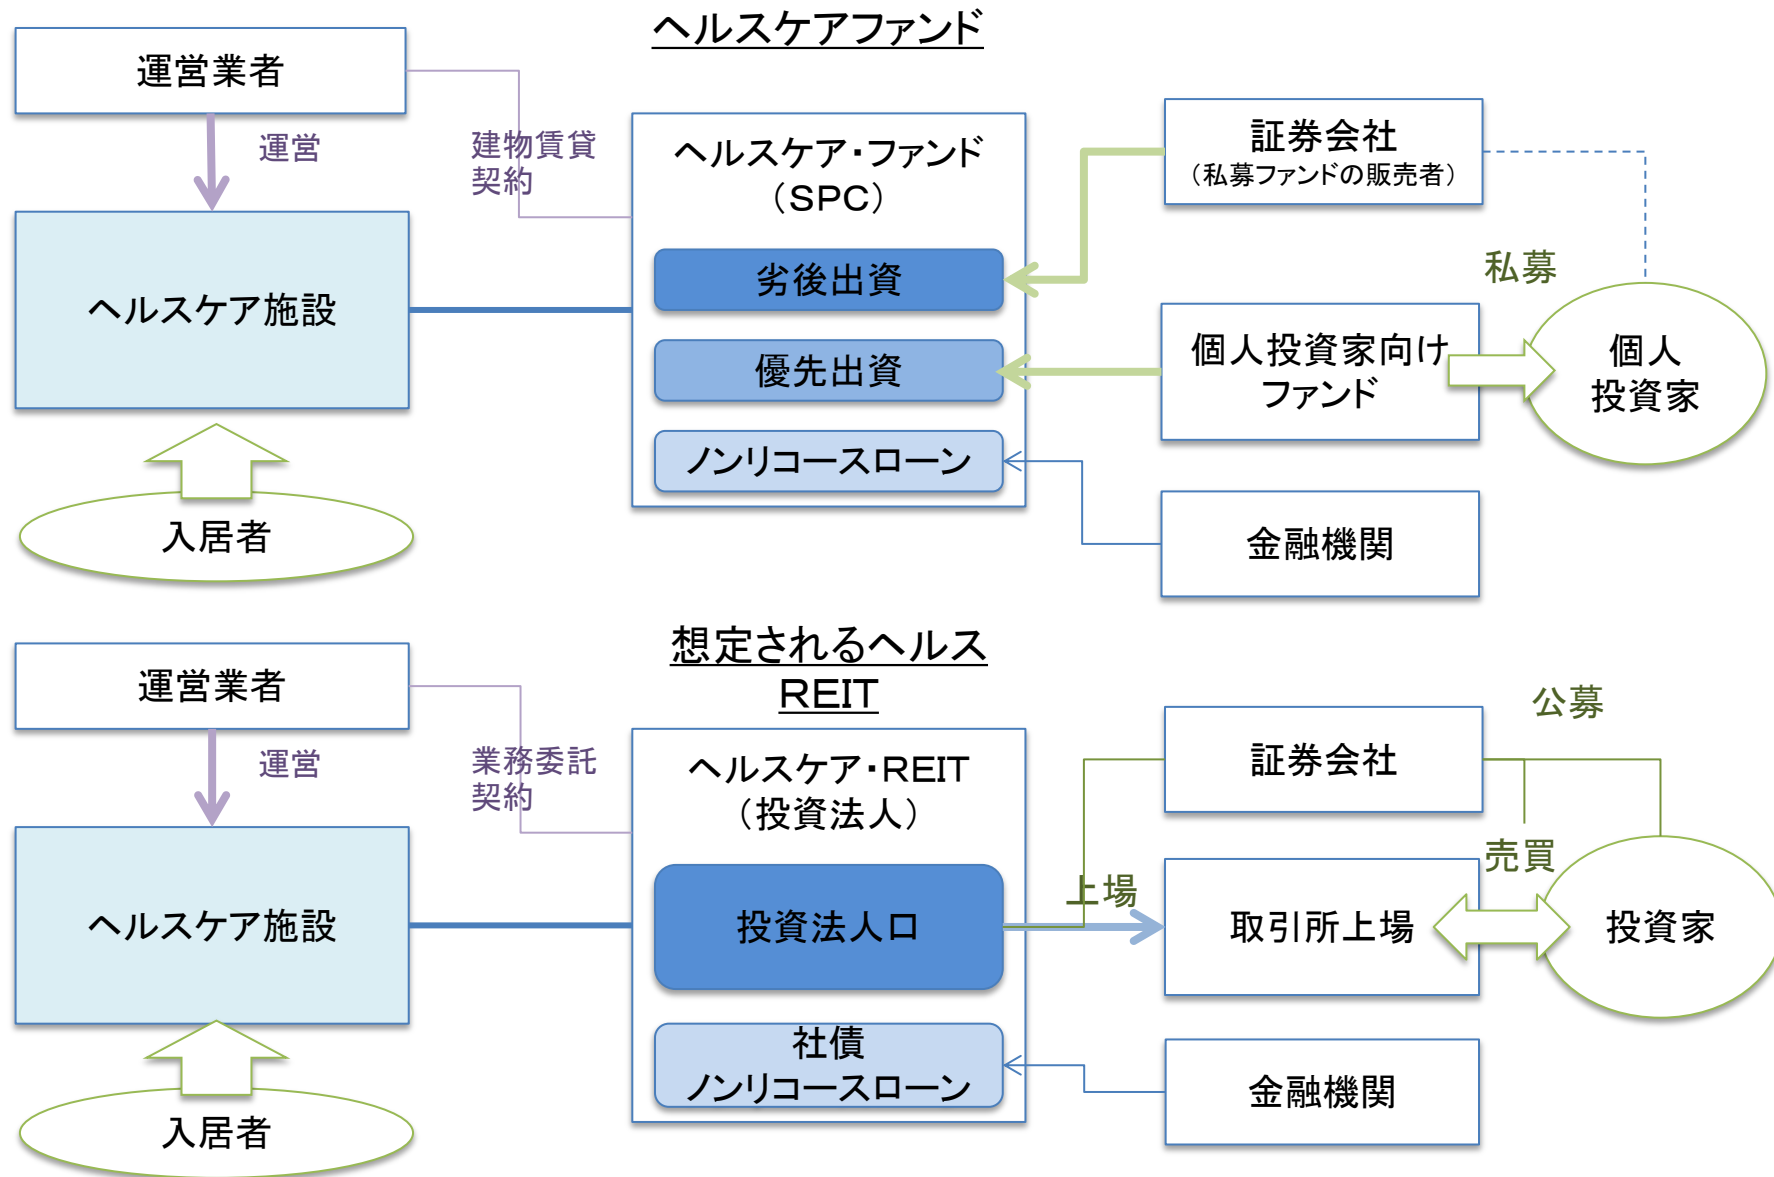 ヘルスケアファンド
運営業者
運営
建物賃貸
契約
ヘルスケア施設
入居者
ヘルスケア・ファンド
（SPC）
劣後出資
優先出資
ノンリコースローン
証券会社
（私募ファンドの販売者）
私募
個人投資家向け
ファンド
個人
投資家
金融機関
想定されるヘルス
REIT
運営業者
運営
業務委託
契約
ヘルスケア施設
入居者
ヘルスケア・REIT
（投資法人）
投資法人口
社債
ノンリコースローン
上場
証券会社
公募
売買
取引所上場
投資家
金融機関